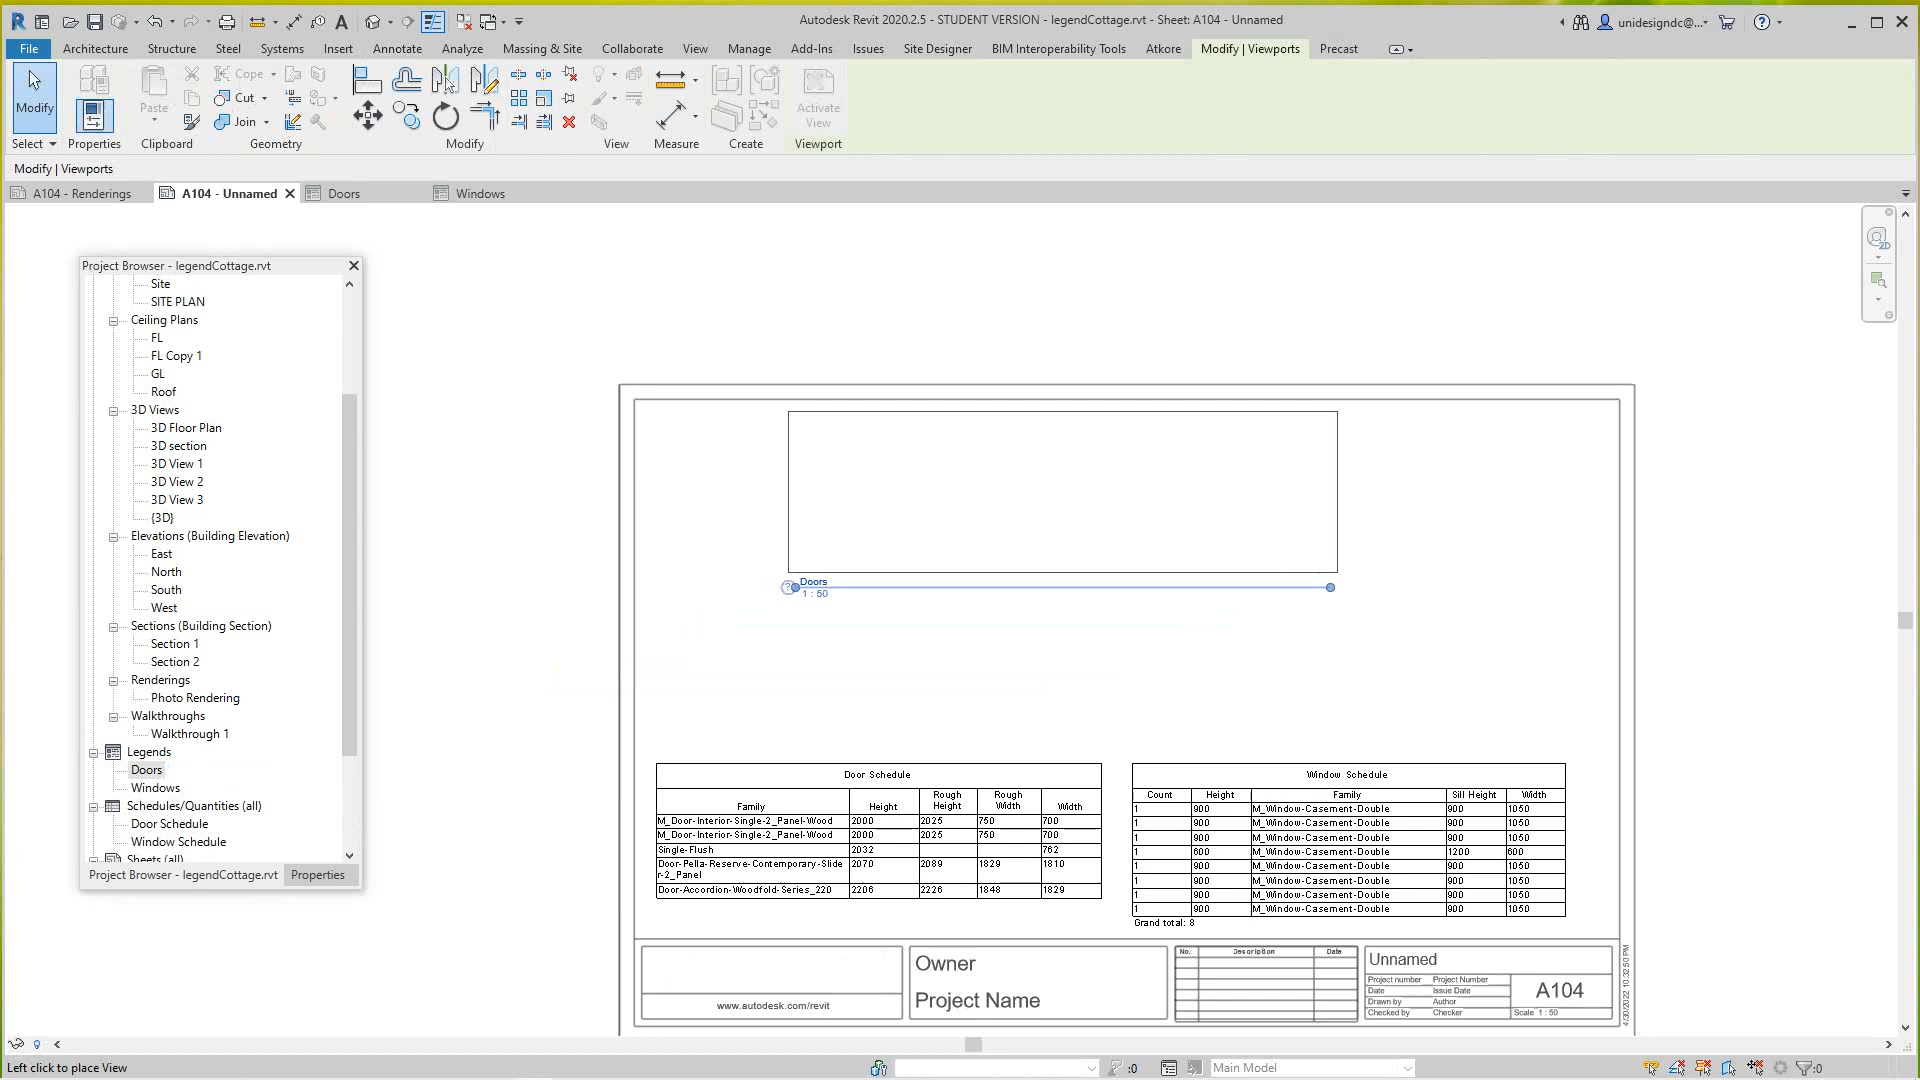 Autodesk Revit 2020.2.5 - STUDENT VERSION - legendCottage.rvt - Sheet: A104 - Unnamed
unidesigndc@...
File Architecture Structure Steel Systems Insert Annotate Analyze Massing & Site Collaborate View Manage Add-Ins Issues Site Designer BIM Interoperability Tools Atkore Modify | Viewports Precast
Modify
Paste
Cope
Cut
Join
Activate
View
Select Properties Clipboard Geometry Modify View Measure Create Viewport
Modify | Viewports
A104 - Renderings A104 - Unnamed Doors Windows
Project Browser - legendCottage.rvt
Site
SITE PLAN
Ceiling Plans
FL
FL Copy 1
GL
Roof
3D Views
3D Floor Plan
3D section
3D View 1
3D View 2
3D View 3
{3D}
Elevations (Building Elevation)
East
North
South
West
Sections (Building Section)
Section 1
Section 2
Renderings
Photo Rendering
Walkthroughs
Walkthrough 1
Legends
Doors
Windows
Schedules/Quantities (all)
Door Schedule
Window Schedule
Sheets (all)
Project Browser - legendCottage.rvt Properties
2D
? Doors
1 : 50
Door Schedule
Family Height Rough Height Rough Width Width
M_Door-Interior-Single-2_Panel-Wood 2000 2025 750 700
M_Door-Interior-Single-2_Panel-Wood 2000 2025 750 700
Single-Flush 2032 762
Door-Pella-Reserve-Contemporary-Slide 2070 2089 1829 1810
r-2_Panel
Door-Accordion-Woodfold-Series_220 2206 2226 1848 1829
Window Schedule
Count Height Family Sill Height Width
1 900 M_Window-Casement-Double 900 1050
1 900 M_Window-Casement-Double 900 1050
1 900 M_Window-Casement-Double 900 1050
1 600 M_Window-Casement-Double 1200 600
1 900 M_Window-Casement-Double 900 1050
1 900 M_Window-Casement-Double 900 1050
1 900 M_Window-Casement-Double 900 1050
1 900 M_Window-Casement-Double 900 1050
Grand total: 8
www.autodesk.com/revit
Owner
Project Name
No. Description Date
Unnamed
Project number Project Number
Date Issue Date
Drawn by Author
Checked by Checker
A104
Scale 1 : 50
4/30/2022 10:32:50 PM
Left click to place View
:0
Main Model
:0